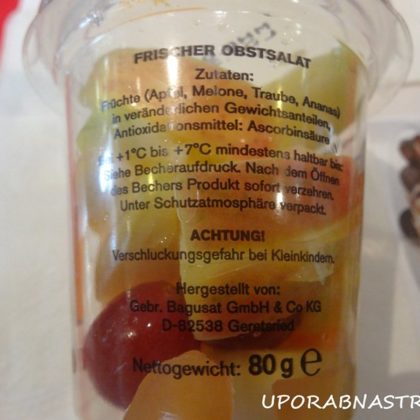 FRISCHER OBSTSALAT
Zutaten:
Früchte (Apfel, Melone, Traube, Ananas)
in veränderlichen Gewichtsanteilen,
Antioxidationsmittel: Ascorbinsäure
Bei +1°C bis +7°C mindestens haltbar bis:
Siehe Becheraufdruck. Nach dem Öffnen
des Bechers Produkt sofort verzehren.
Unter Schutzatmosphäre verpackt.
ACHTUNG!
Verschluckungsgefahr bei Kleinkindern.
Hergestellt von:
Gebr. Bagusat GmbH & Co KG
D-82538 Geretsried
Nettogewicht: 80 g e
UPORABNASTR